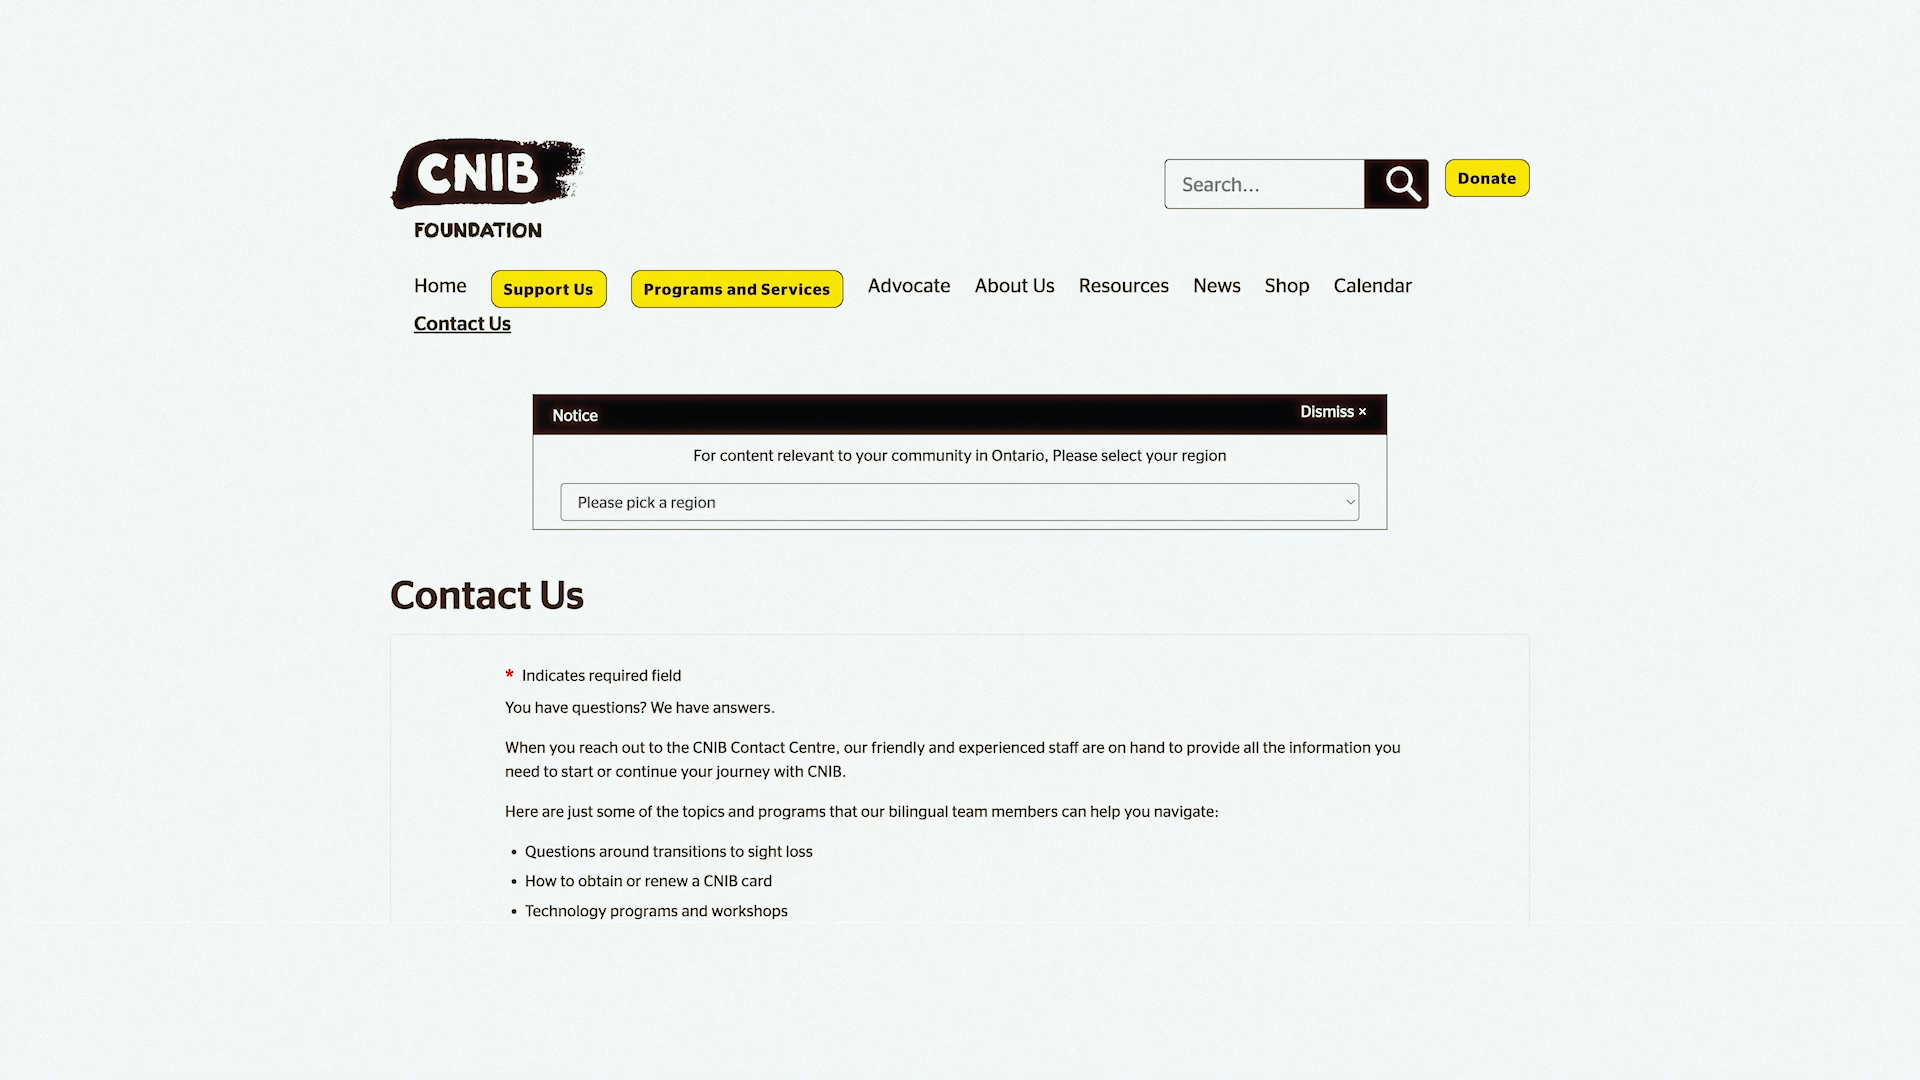 CNIB
FOUNDATION
Search...
Donate
Home Support Us Programs and Services Advocate About Us Resources News Shop Calendar
Contact Us
Notice Dismiss ×
For content relevant to your community in Ontario, Please select your region
Please pick a region
Contact Us
* Indicates required field
You have questions? We have answers.
When you reach out to the CNIB Contact Centre, our friendly and experienced staff are on hand to provide all the information you
need to start or continue your journey with CNIB.
Here are just some of the topics and programs that our bilingual team members can help you navigate:
• Questions around transitions to sight loss
• How to obtain or renew a CNIB card
• Technology programs and workshops